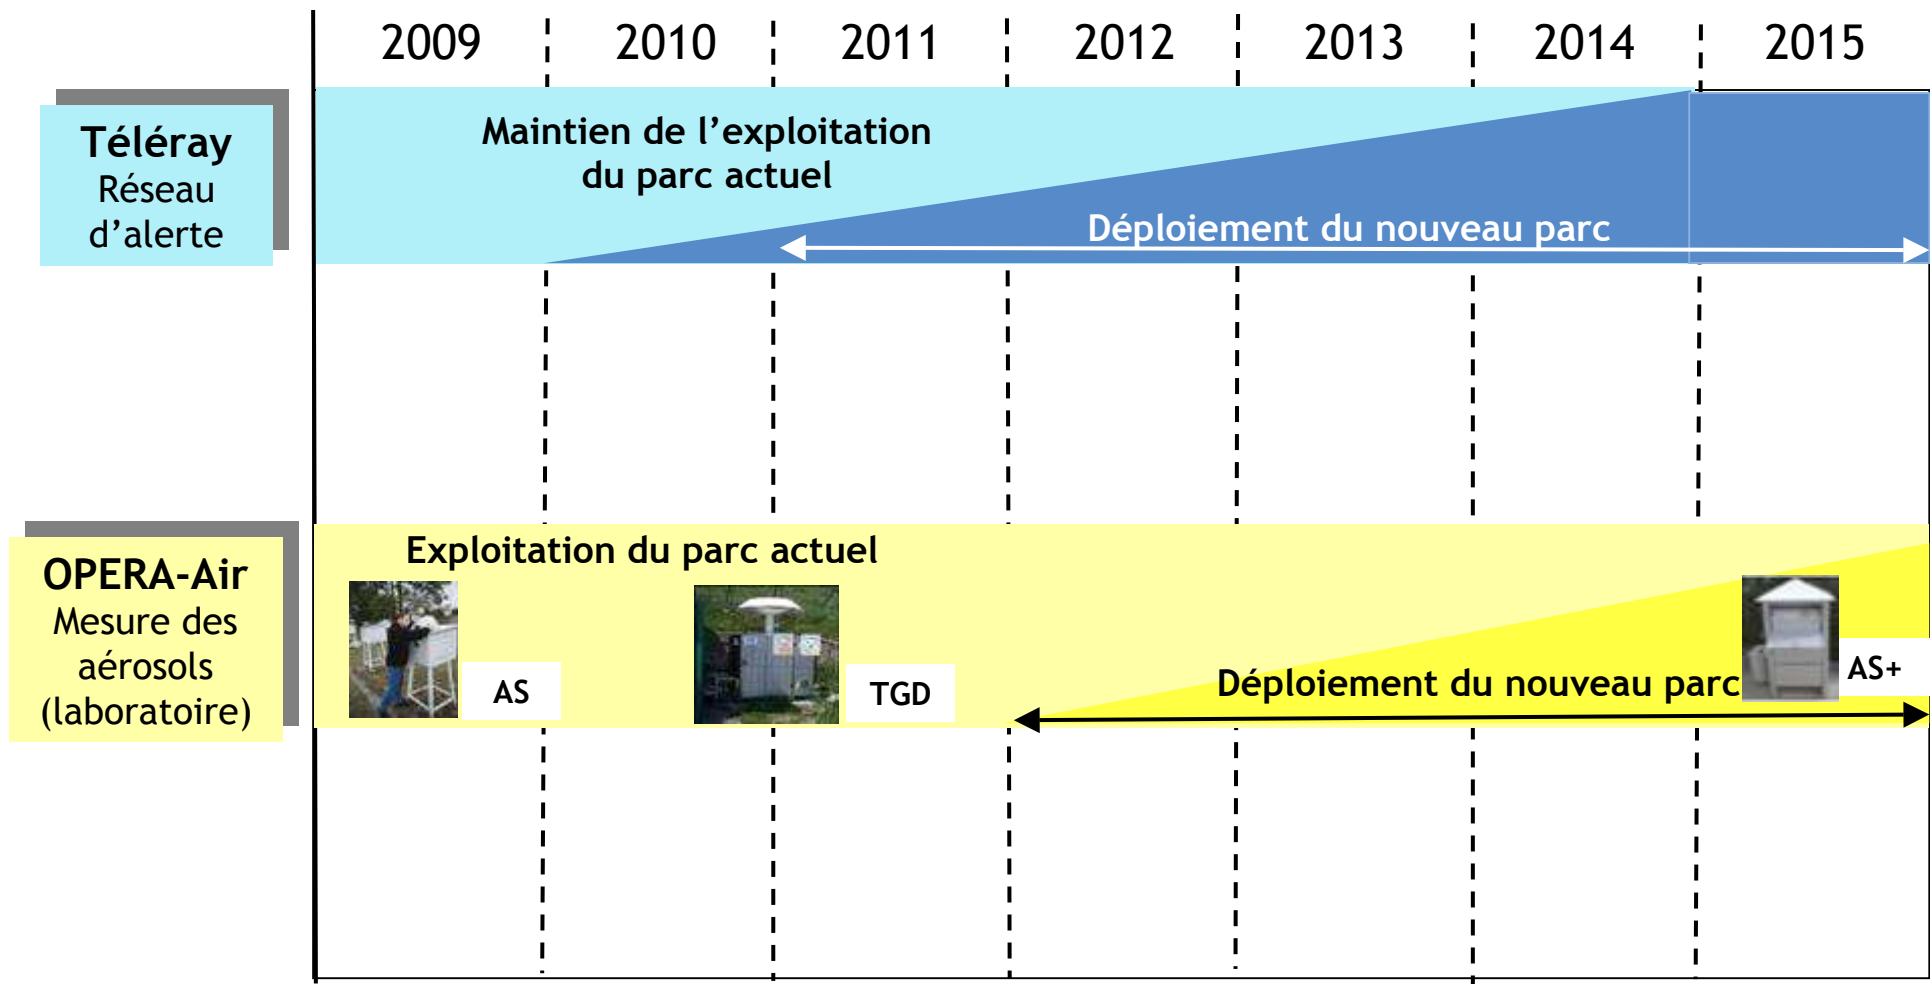 2009 2010 2011 2012 2013 2014 2015
Téléray
Réseau
d’alerte
Maintien de l’exploitation
du parc actuel
Déploiement du nouveau parc
OPERA-Air
Mesure des
aérosols
(laboratoire)
Exploitation du parc actuel
AS
TGD
Déploiement du nouveau parc
AS+